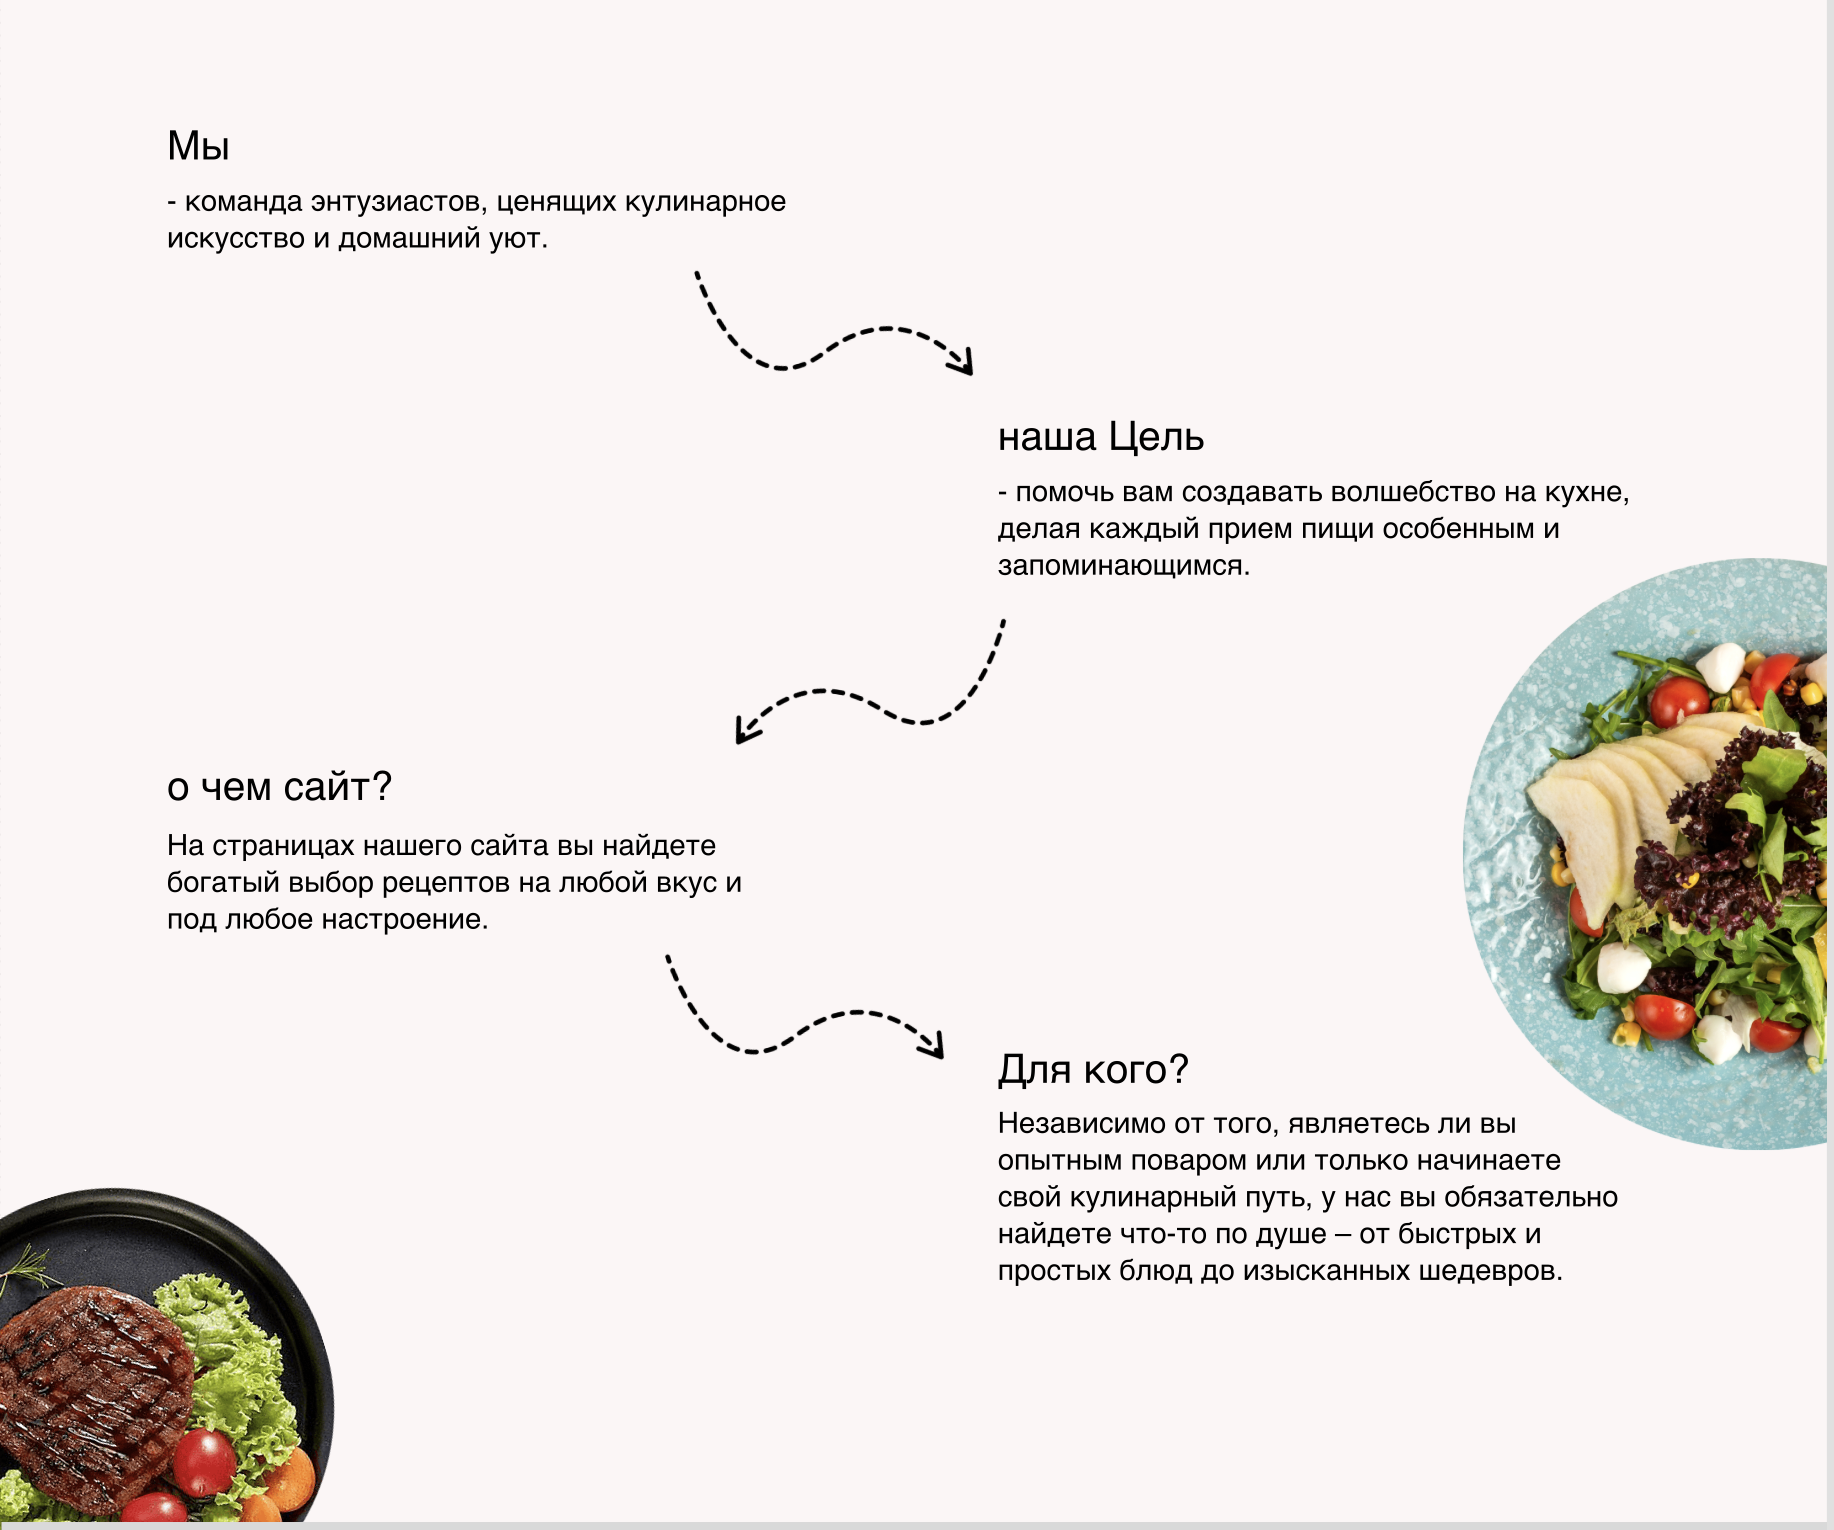 Мы
- команда энтузиастов, ценящих кулинарное
искусство и домашний уют.
наша Цель
- помочь вам создавать волшебство на кухне,
делая каждый прием пищи особенным и
запоминающимся.
о чем сайт?
На страницах нашего сайта вы найдете
богатый выбор рецептов на любой вкус и
под любое настроение.
Для кого?
Независимо от того, являетесь ли вы
опытным поваром или только начинаете
свой кулинарный путь, у нас вы обязательно
найдете что-то по душе – от быстрых и
простых блюд до изысканных шедевров.